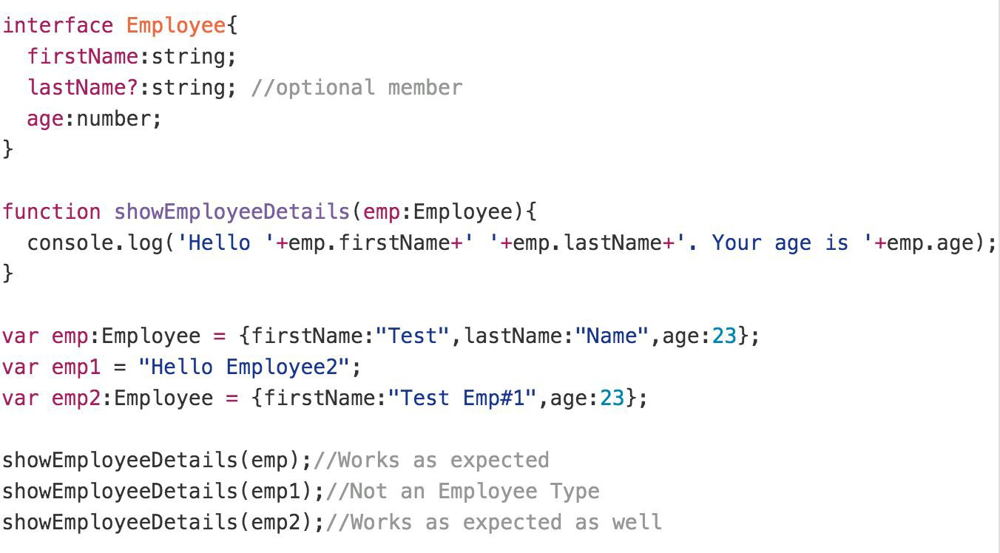 interface Employee{
  firstName:string;
  lastName?:string; //optional member
  age:number;
}

function showEmployeeDetails(emp:Employee){
  console.log('Hello '+emp.firstName+' '+emp.lastName+'. Your age is '+emp.age);
}

var emp:Employee = {firstName:"Test",lastName:"Name",age:23};
var emp1 = "Hello Employee2";
var emp2:Employee = {firstName:"Test Emp#1",age:23};

showEmployeeDetails(emp);//Works as expected
showEmployeeDetails(emp1);//Not an Employee Type
showEmployeeDetails(emp2);//Works as expected as well